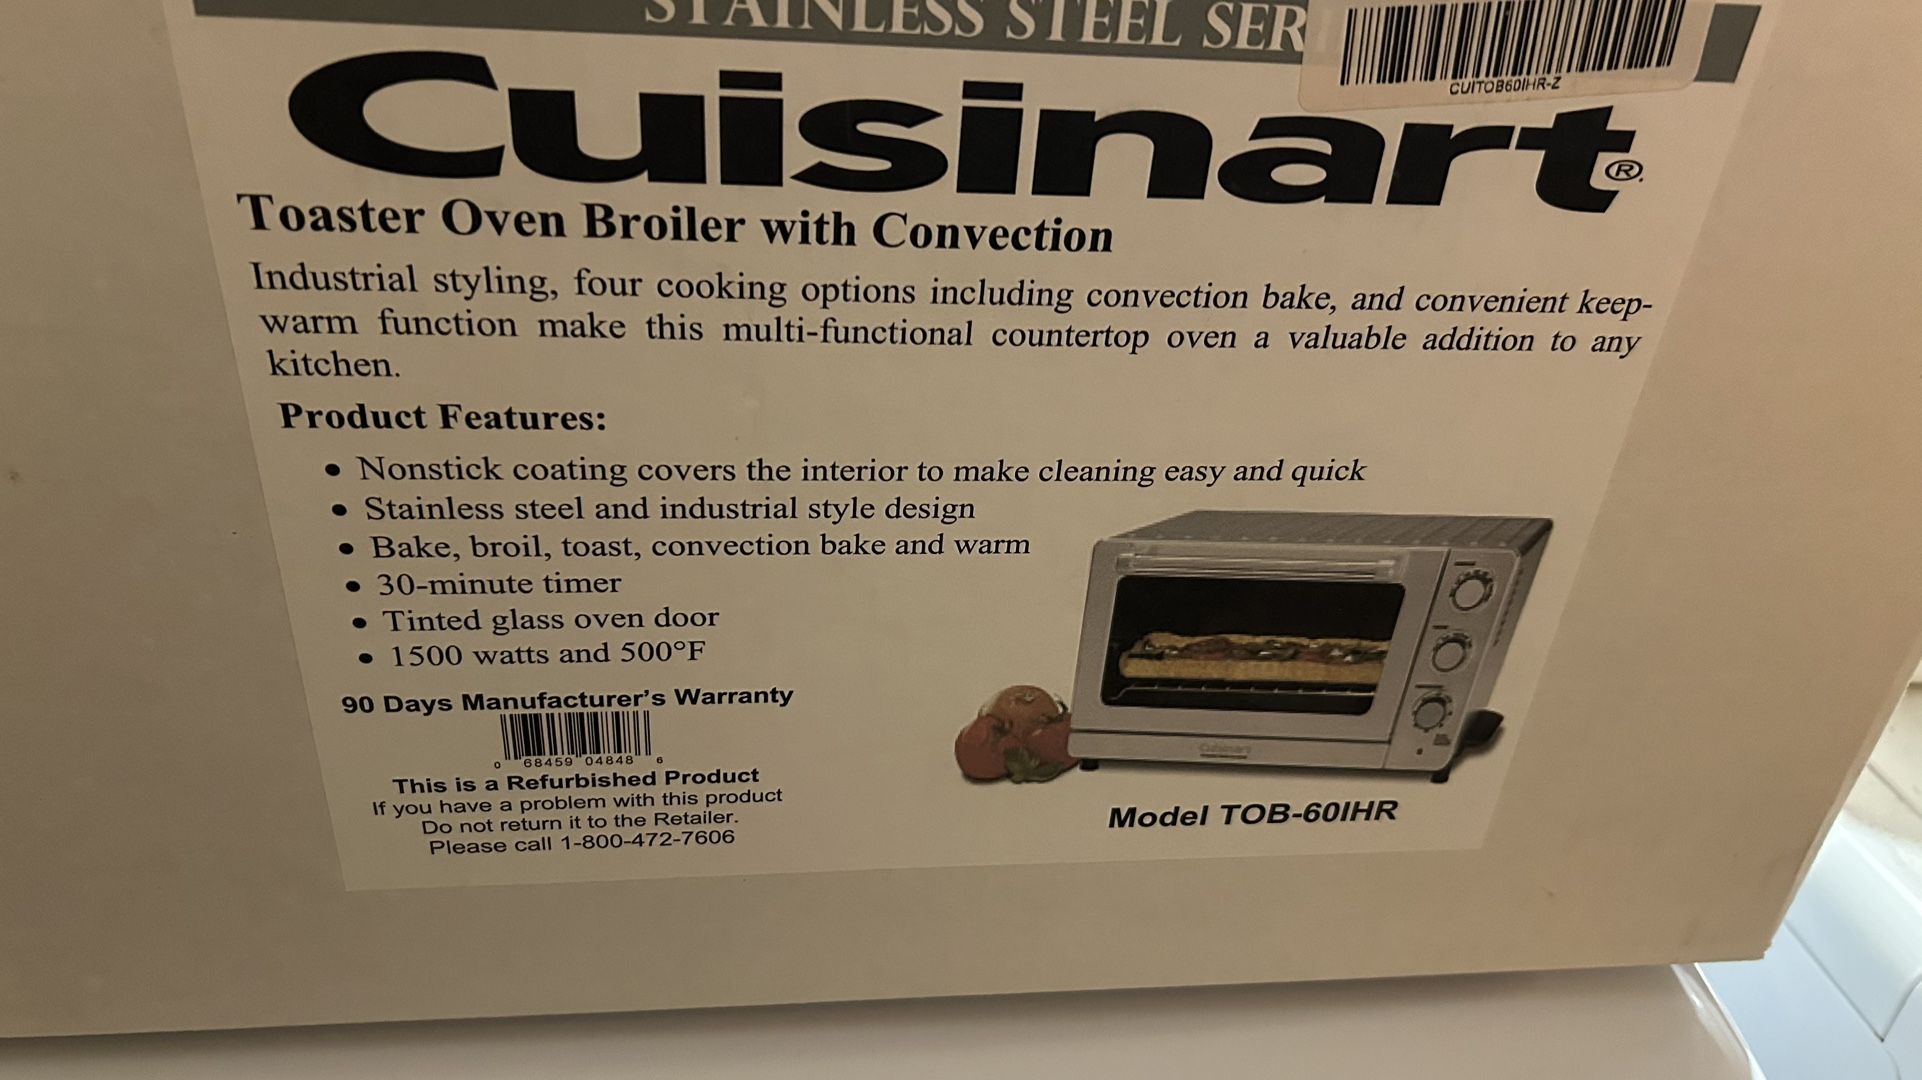 STAINLESS STEEL SER
CUITOB60IHR-Z
Cuisinart®
Toaster Oven Broiler with Convection
Industrial styling, four cooking options including convection bake, and convenient keep-
warm function make this multi-functional countertop oven a valuable addition to any
kitchen.
Product Features:
• Nonstick coating covers the interior to make cleaning easy and quick
• Stainless steel and industrial style design
• Bake, broil, toast, convection bake and warm
• 30-minute timer
• Tinted glass oven door
• 1500 watts and 500°F
90 Days Manufacturer's Warranty
0 68459 04848 6
This is a Refurbished Product
If you have a problem with this product
Do not return it to the Retailer.
Please call 1-800-472-7606
Cuisinart
Model TOB-60IHR